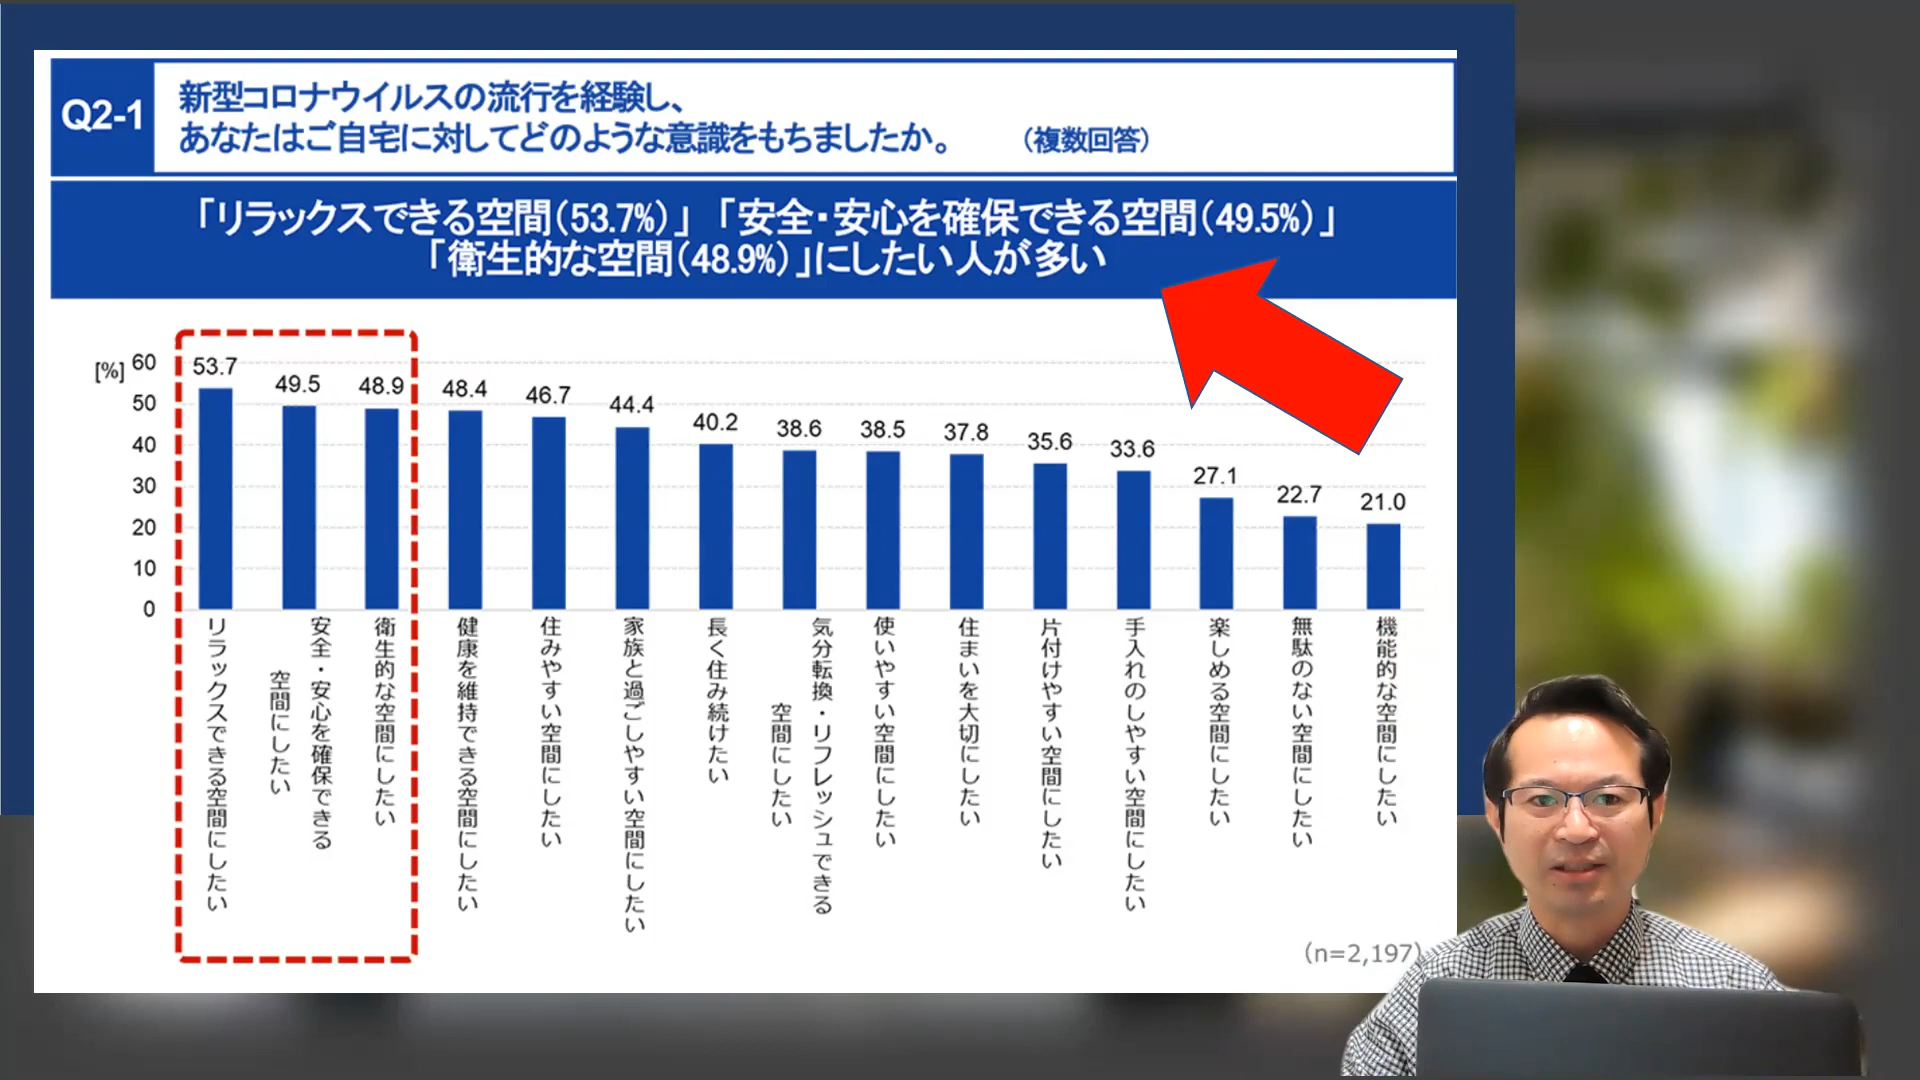 Q2-1
新型コロナウイルスの流行を経験し、
あなたはご自宅に対してどのような意識をもちましたか。 （複数回答）
「リラックスできる空間（53.7%）」「安全・安心を確保できる空間（49.5%）」
「衛生的な空間（48.9%）」にしたい人が多い
[%]
60
50
40
30
20
10
0
53.7
49.5
48.9
48.4
46.7
44.4
40.2
38.6
38.5
37.8
35.6
33.6
27.1
22.7
21.0
リラックスできる空間にしたい
安全・安心を確保できる
空間にしたい
衛生的な空間にしたい
健康を維持できる空間にしたい
住みやすい空間にしたい
家族と過ごしやすい空間にしたい
長く住み続けたい
気分転換・リフレッシュできる
空間にしたい
使いやすい空間にしたい
住まいを大切にしたい
片付けやすい空間にしたい
手入れのしやすい空間にしたい
楽しめる空間にしたい
無駄のない空間にしたい
機能的な空間にしたい
（n=2,197）